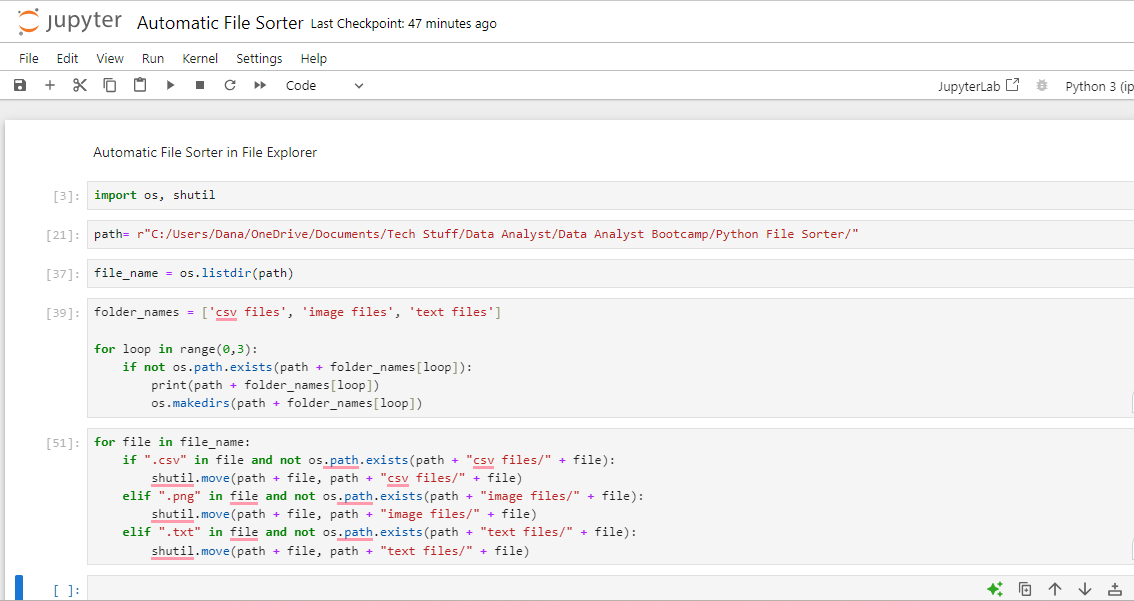 jupyter Automatic File Sorter Last Checkpoint: 47 minutes ago
File Edit View Run Kernel Settings Help
Code JupyterLab Python 3 (ip
Automatic File Sorter in File Explorer
[3]: import os, shutil
[21]: path= r"C:/Users/Dana/OneDrive/Documents/Tech Stuff/Data Analyst/Data Analyst Bootcamp/Python File Sorter/"
[37]: file_name = os.listdir(path)
[39]: folder_names = ['csv files', 'image files', 'text files']
for loop in range(0,3):
    if not os.path.exists(path + folder_names[loop]):
        print(path + folder_names[loop])
        os.makedirs(path + folder_names[loop])
[51]: for file in file_name:
    if ".csv" in file and not os.path.exists(path + "csv files/" + file):
        shutil.move(path + file, path + "csv files/" + file)
    elif ".png" in file and not os.path.exists(path + "image files/" + file):
        shutil.move(path + file, path + "image files/" + file)
    elif ".txt" in file and not os.path.exists(path + "text files/" + file):
        shutil.move(path + file, path + "text files/" + file)
[ ]: